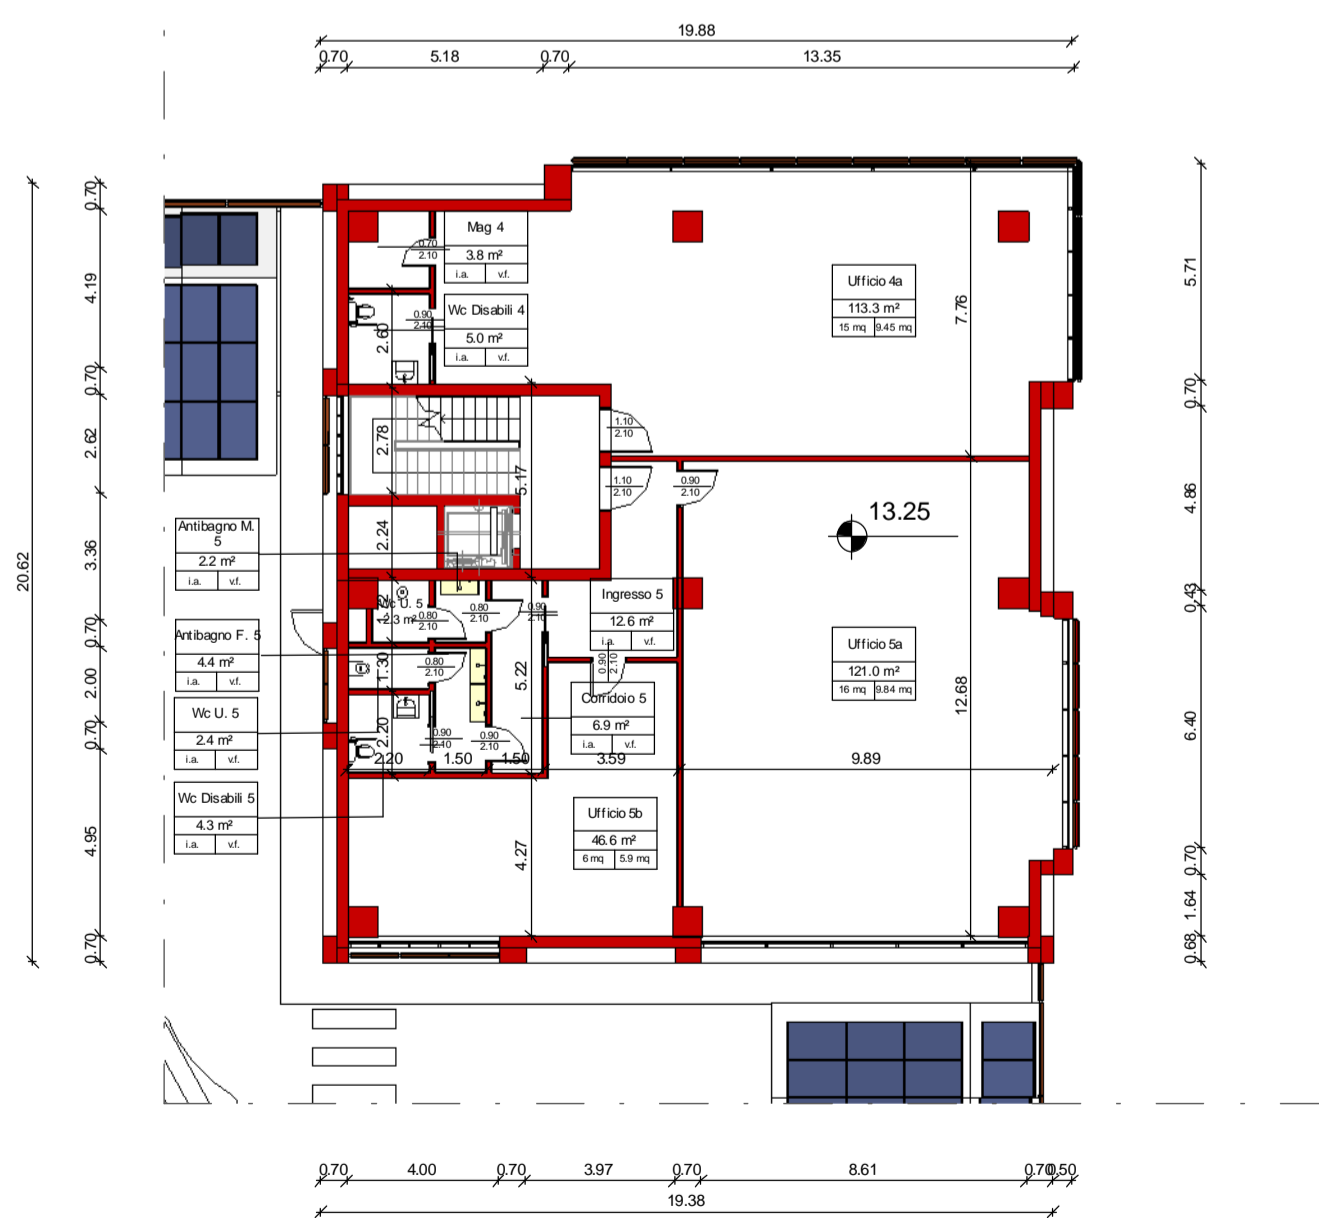 19.88
0.70 5.18 0.70 13.35
20.62
0.70
4.19
0.70
2.62
3.36
0.70
2.00
0.70
4.95
0.70
Mag 4
3.8 m²
i.a. v.f.
0.70
2.10
Wc Disabili 4
5.0 m²
i.a. v.f.
0.90
2.10
2.60
Ufficio 4a
113.3 m²
15 mq 9.45 mq
7.76
5.71
0.70
4.86
0.43
6.40
0.70
1.64
0.68
1.10
2.10
2.78
5.17
1.10
2.10
0.90
2.10
13.25
2.24
Antibagno M.
5
2.2 m²
i.a. v.f.
Wc U. 5
2.3 m²
0.80
2.10
0.80
2.10
0.90
2.10
Ingresso 5
12.6 m²
i.a. v.f.
0.90
2.10
Antibagno F. 5
4.4 m²
i.a. v.f.
1.30
0.80
2.10
5.22
Ufficio 5a
121.0 m²
16 mq 9.84 mq
12.68
Corridoio 5
6.9 m²
i.a. v.f.
Wc U. 5
2.4 m²
i.a. v.f.
2.20
0.90
2.10
0.90
2.10
2.20 1.50 1.50 3.59 9.89
Wc Disabili 5
4.3 m²
i.a. v.f.
Ufficio 5b
46.6 m²
6 mq 5.9 mq
4.27
0.70 4.00 0.70 3.97 0.70 8.61 0.70 0.50
19.38